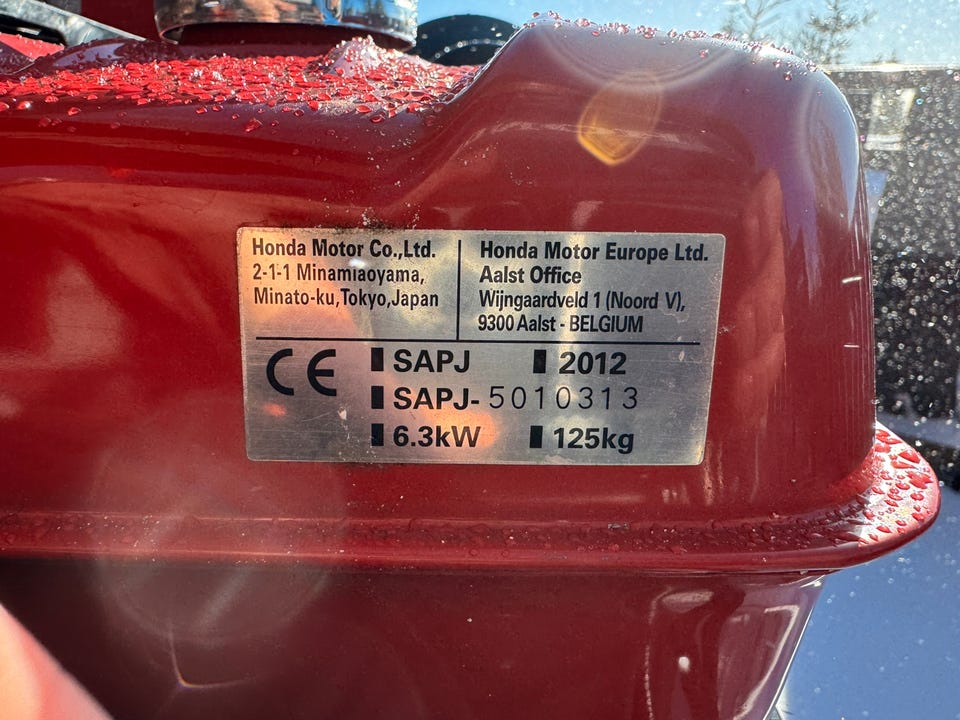 Honda Motor Co.,Ltd.
2-1-1 Minamiaoyama,
Minato-ku,Tokyo,Japan
Honda Motor Europe Ltd.
Aalst Office
Wijngaardveld 1 (Noord V),
9300 Aalst - BELGIUM
CE
SAPJ 2012
SAPJ-5010313
6.3kW 125kg